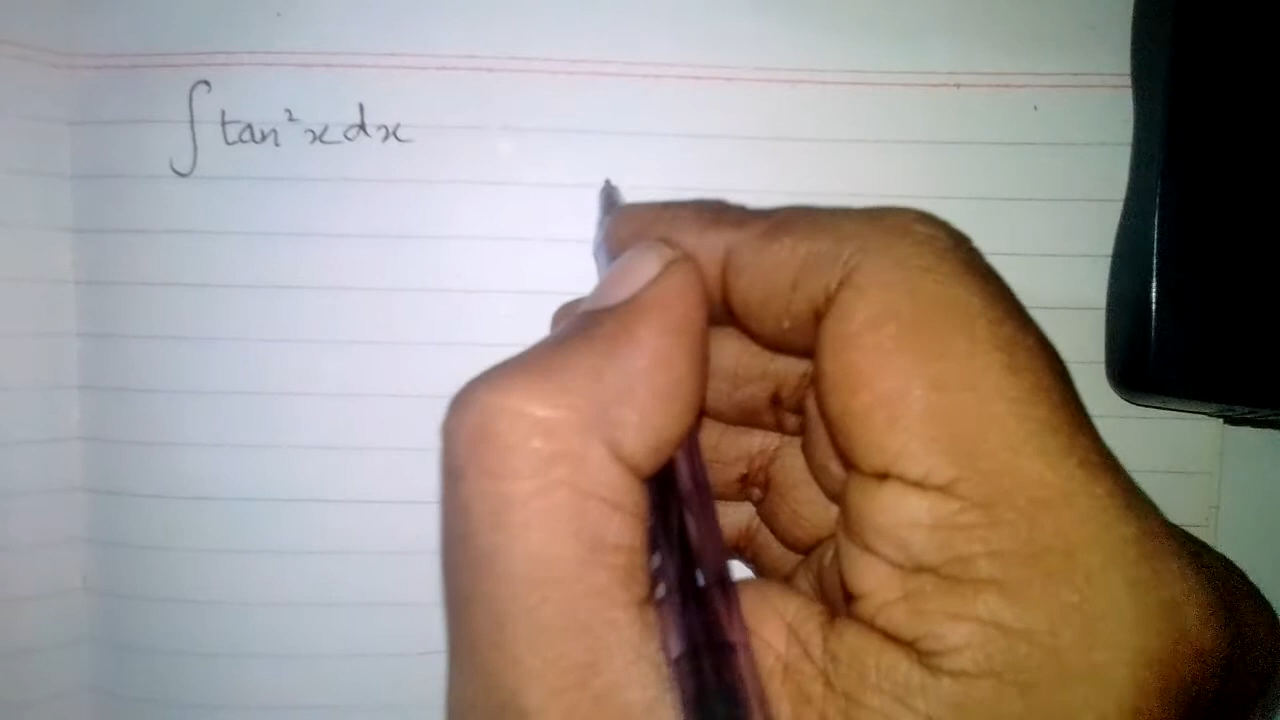 ∫ tan²x dx